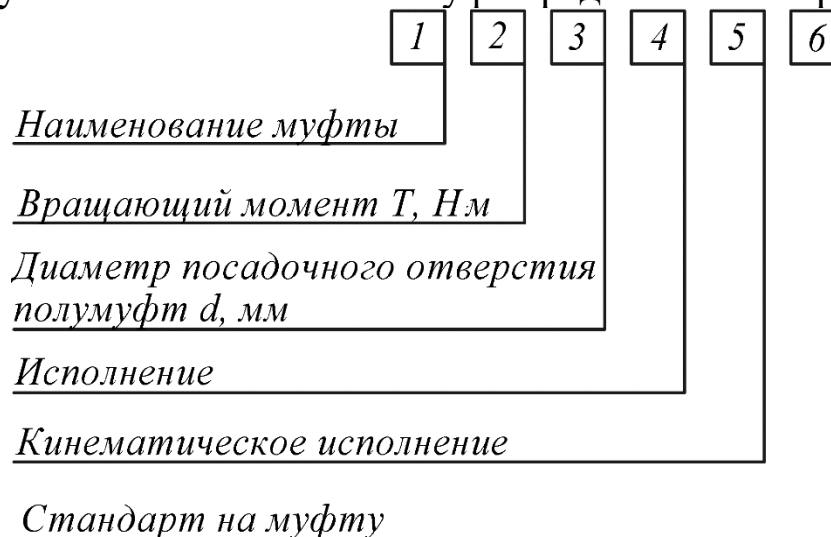 1 2 3 4 5 6
Наименование муфты
Вращающий момент Т, Н·м
Диаметр посадочного отверстия
полумуфт d, мм
Исполнение
Кинематическое исполнение
Стандарт на муфту